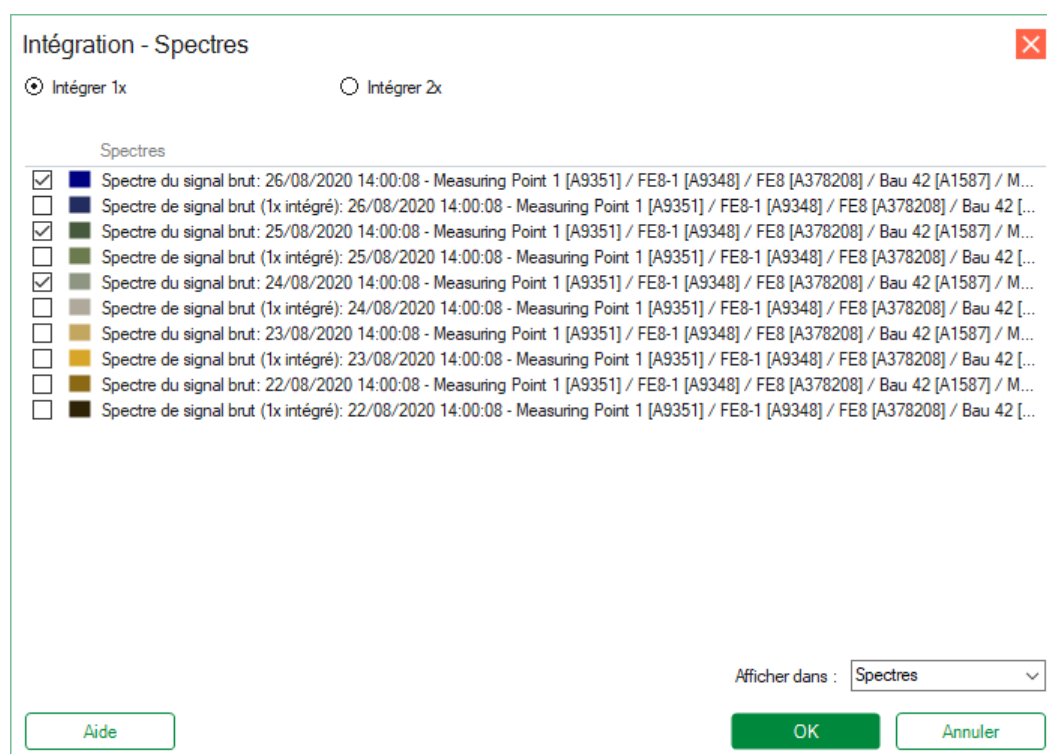 Intégration - Spectres
Intégrer 1x Intégrer 2x
Spectres
Spectre du signal brut: 26/08/2020 14:00:08 - Measuring Point 1 [A9351] / FE8-1 [A9348] / FE8 [A378208] / Bau 42 [A1587] / M...
Spectre de signal brut (1x intégré): 26/08/2020 14:00:08 - Measuring Point 1 [A9351] / FE8-1 [A9348] / FE8 [A378208] / Bau 42 [...
Spectre du signal brut: 25/08/2020 14:00:08 - Measuring Point 1 [A9351] / FE8-1 [A9348] / FE8 [A378208] / Bau 42 [A1587] / M...
Spectre de signal brut (1x intégré): 25/08/2020 14:00:08 - Measuring Point 1 [A9351] / FE8-1 [A9348] / FE8 [A378208] / Bau 42 [...
Spectre du signal brut: 24/08/2020 14:00:08 - Measuring Point 1 [A9351] / FE8-1 [A9348] / FE8 [A378208] / Bau 42 [A1587] / M...
Spectre de signal brut (1x intégré): 24/08/2020 14:00:08 - Measuring Point 1 [A9351] / FE8-1 [A9348] / FE8 [A378208] / Bau 42 [...
Spectre du signal brut: 23/08/2020 14:00:08 - Measuring Point 1 [A9351] / FE8-1 [A9348] / FE8 [A378208] / Bau 42 [A1587] / M...
Spectre de signal brut (1x intégré): 23/08/2020 14:00:08 - Measuring Point 1 [A9351] / FE8-1 [A9348] / FE8 [A378208] / Bau 42 [...
Spectre du signal brut: 22/08/2020 14:00:08 - Measuring Point 1 [A9351] / FE8-1 [A9348] / FE8 [A378208] / Bau 42 [A1587] / M...
Spectre de signal brut (1x intégré): 22/08/2020 14:00:08 - Measuring Point 1 [A9351] / FE8-1 [A9348] / FE8 [A378208] / Bau 42 [...
Afficher dans : Spectres
Aide OK Annuler